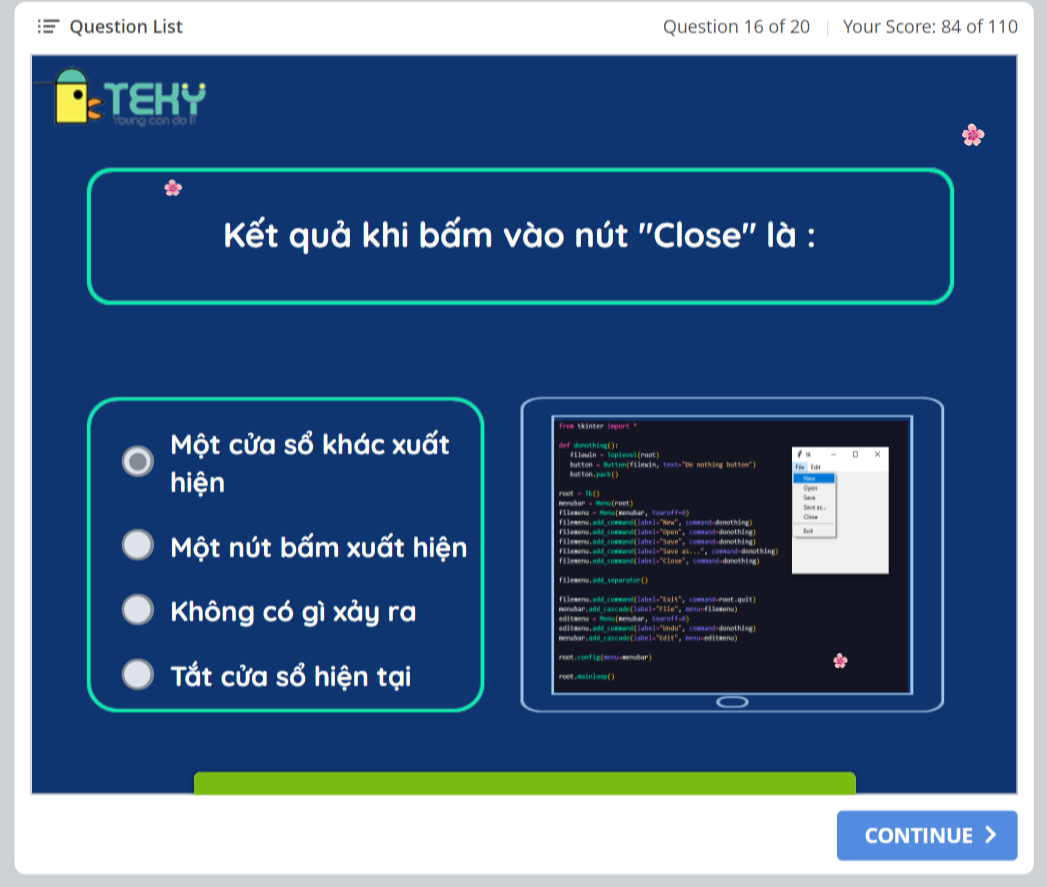 Question List
Question 16 of 20
Your Score: 84 of 110
TEKY
Young can do it
Kết quả khi bấm vào nút "Close" là :
Một cửa sổ khác xuất
hiện
Một nút bấm xuất hiện
Không có gì xảy ra
Tắt cửa sổ hiện tại
from tkinter import *
def donothing():
filewin = Toplevel(root)
button = Button(filewin, text="Do nothing button")
button.pack()
root = Tk()
menubar = Menu(root)
filemenu = Menu(menubar, tearoff=0)
filemenu.add_command(label="New", command=donothing)
filemenu.add_command(label="Open", command=donothing)
filemenu.add_command(label="Save", command=donothing)
filemenu.add_command(label="Save as...", command=donothing)
filemenu.add_command(label="Close", command=donothing)
filemenu.add_separator()
filemenu.add_command(label="Exit", command=root.quit)
menubar.add_cascade(label="File", menu=filemenu)
editmenu = Menu(menubar, tearoff=0)
editmenu.add_command(label="Undo", command=donothing)
menubar.add_cascade(label="Edit", menu=editmenu)
root.config(menu=menubar)
root.mainloop()
tk
File Edit
New
Open
Save
Save as...
Close
Exit
CONTINUE